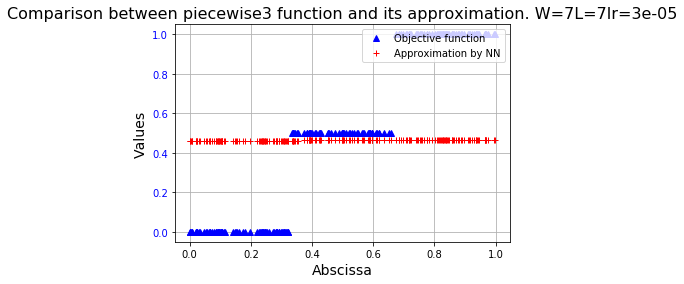 Comparison between piecewise3 function and its approximation. W=7L=7lr=3e-05
1.0
0.8
0.6
0.4
0.2
0.0
Values
Objective function
Approximation by NN
0.0 0.2 0.4 0.6 0.8 1.0
Abscissa